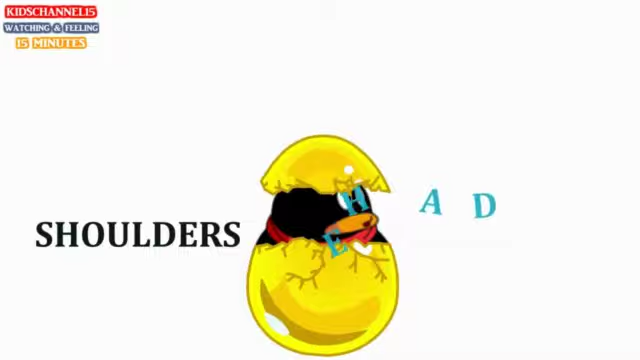 KIDSCHANNEL15
WATCHING & FEELING
15 MINUTES
SHOULDERS
H E A D